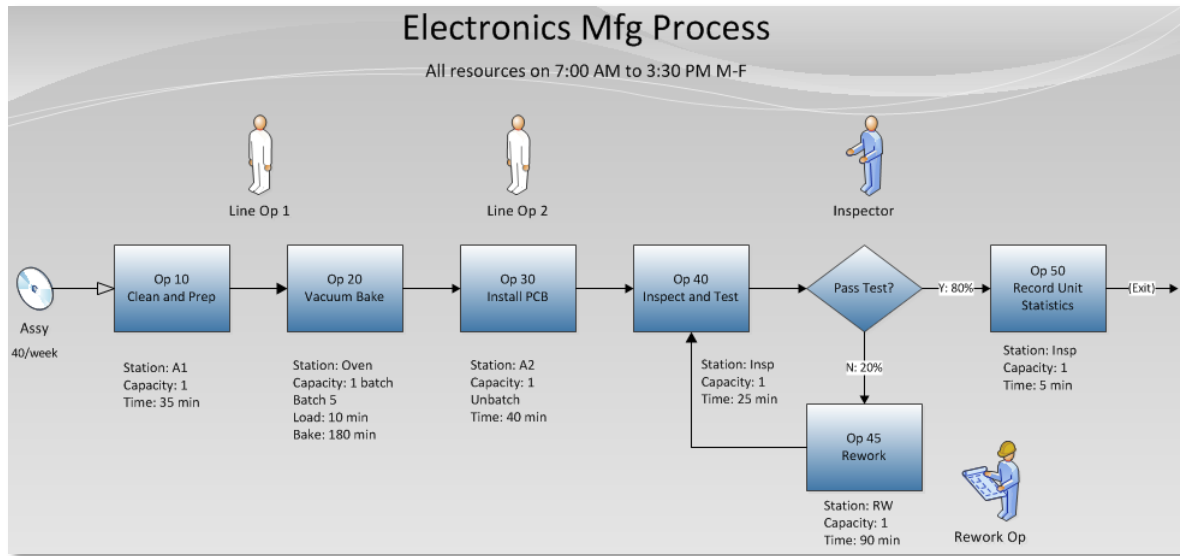 Electronics Mfg Process
All resources on 7:00 AM to 3:30 PM M-F
Line Op 1
Line Op 2
Inspector
Assy
40/week
Op 10
Clean and Prep
Station: A1
Capacity: 1
Time: 35 min
Op 20
Vacuum Bake
Station: Oven
Capacity: 1 batch
Batch 5
Load: 10 min
Bake: 180 min
Op 30
Install PCB
Station: A2
Capacity: 1
Unbatch
Time: 40 min
Op 40
Inspect and Test
Station: Insp
Capacity: 1
Time: 25 min
Pass Test?
Y: 80%
N: 20%
Op 50
Record Unit
Statistics
Station: Insp
Capacity: 1
Time: 5 min
(Exit)
Op 45
Rework
Station: RW
Capacity: 1
Time: 90 min
Rework Op